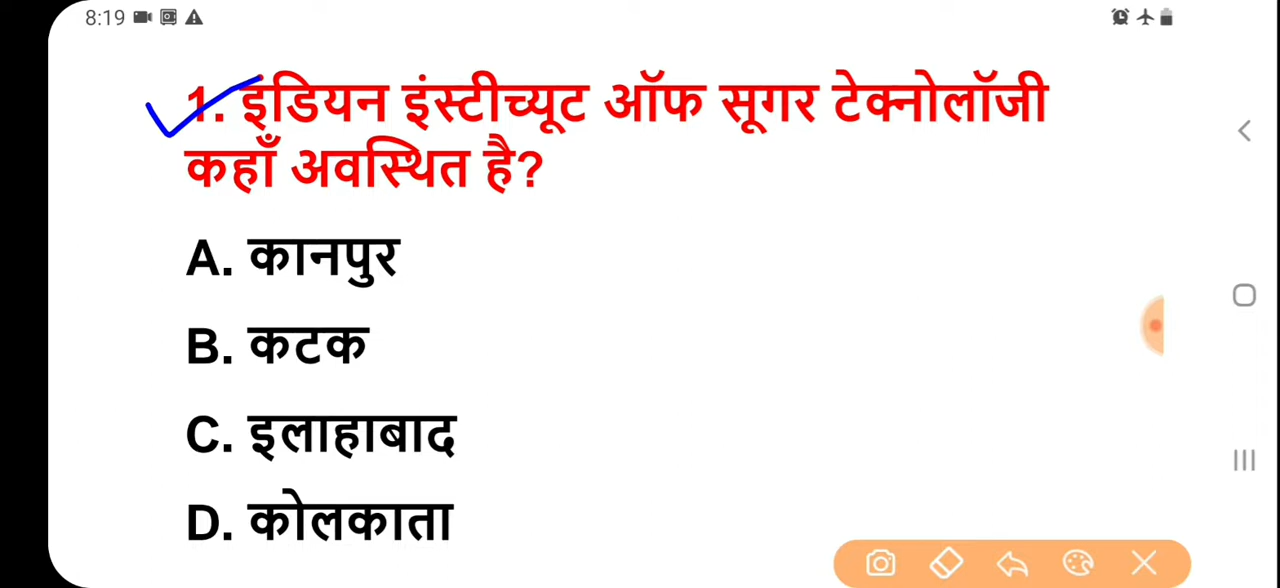 8:19
1. इंडियन इंस्टीच्यूट ऑफ सूगर टेक्नोलॉजी
कहाँ अवस्थित है?
A. कानपुर
B. कटक
C. इलाहाबाद
D. कोलकाता